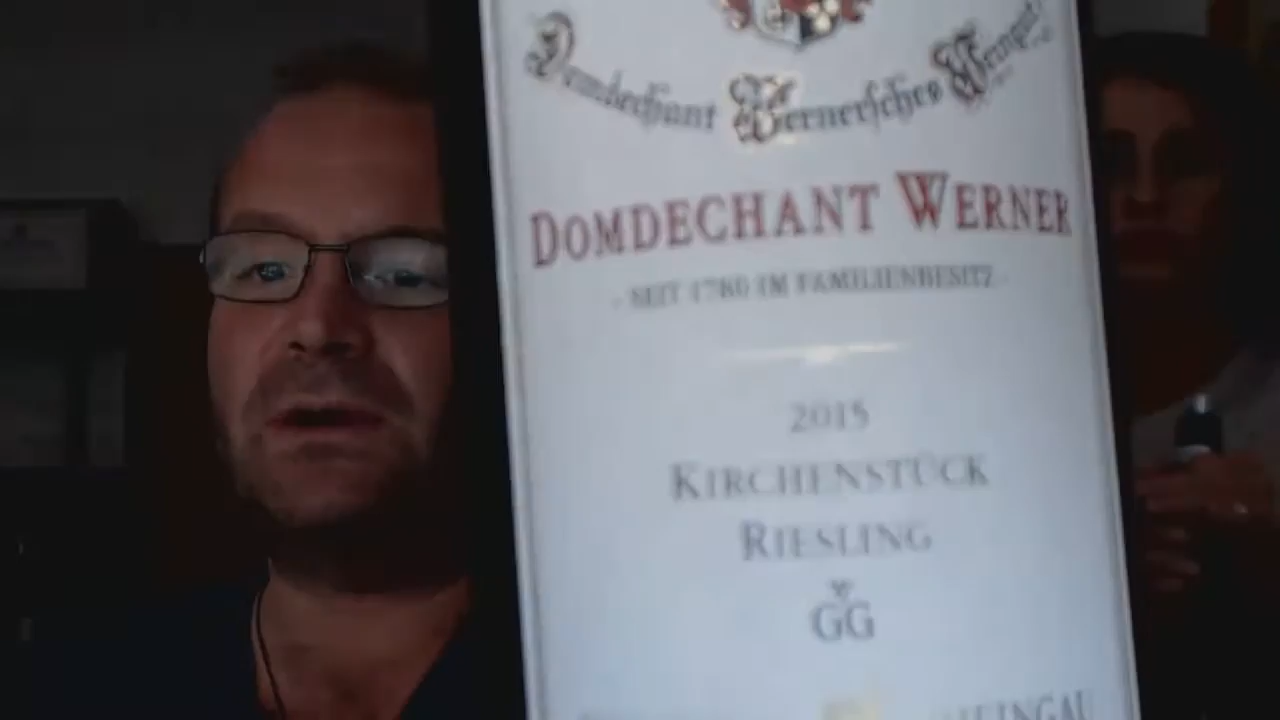 Domdechant Wernersches Weingut
DOMDECHANT WERNER
- SEIT 1780 IM FAMILIENBESITZ -
2015
KIRCHENSTÜCK
RIESLING
GG